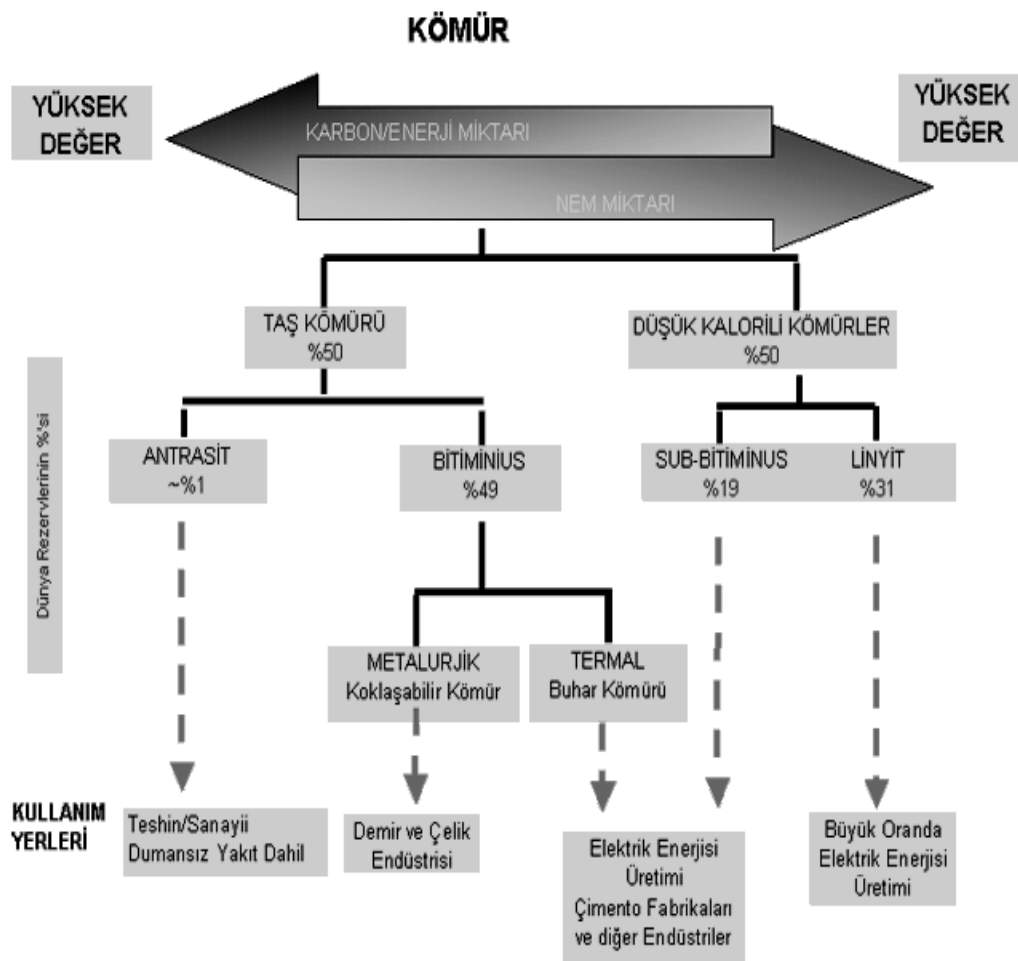 KÖMÜR
YÜKSEK
DEĞER
YÜKSEK
DEĞER
KARBON/ENERJİ MİKTARI
NEM MİKTARI
TAŞ KÖMÜRÜ
%50
DÜŞÜK KALORİLİ KÖMÜRLER
%50
Dünya Rezervlerinin %'si
ANTRASİT
~%1
BİTİMİNİUS
%49
SUB-BİTİMİNUS
%19
LİNYİT
%31
METALURJİK
Koklaşabilir Kömür
TERMAL
Buhar Kömürü
KULLANIM
YERLERİ
Teshin/Sanayii
Dumansız Yakıt Dahil
Demir ve Çelik
Endüstrisi
Elektrik Enerjisi
Üretimi
Çimento Fabrikaları
ve diğer Endüstriler
Büyük Oranda
Elektrik Enerjisi
Üretimi